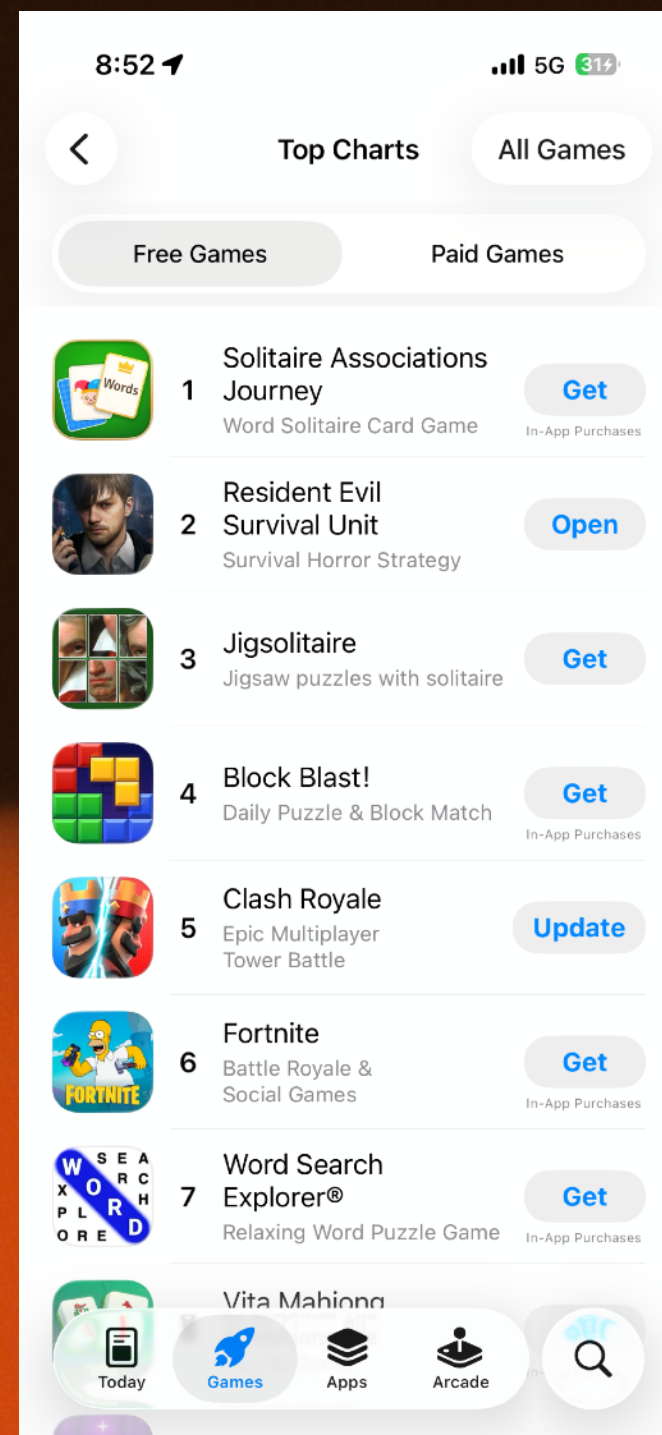 8:52
5G 31
Top Charts
All Games
Free Games
Paid Games
Words
1
Solitaire Associations
Journey
Word Solitaire Card Game
Get
In-App Purchases
2
Resident Evil
Survival Unit
Survival Horror Strategy
Open
3
Jigsolitaire
Jigsaw puzzles with solitaire
Get
4
Block Blast!
Daily Puzzle & Block Match
Get
In-App Purchases
5
Clash Royale
Epic Multiplayer
Tower Battle
Update
FORTNITE
6
Fortnite
Battle Royale &
Social Games
Get
In-App Purchases
W S E A
X O R C
P L R H
O R E D
7
Word Search
Explorer®
Relaxing Word Puzzle Game
Get
In-App Purchases
8
Vita Mahjong
Today
Games
Apps
Arcade